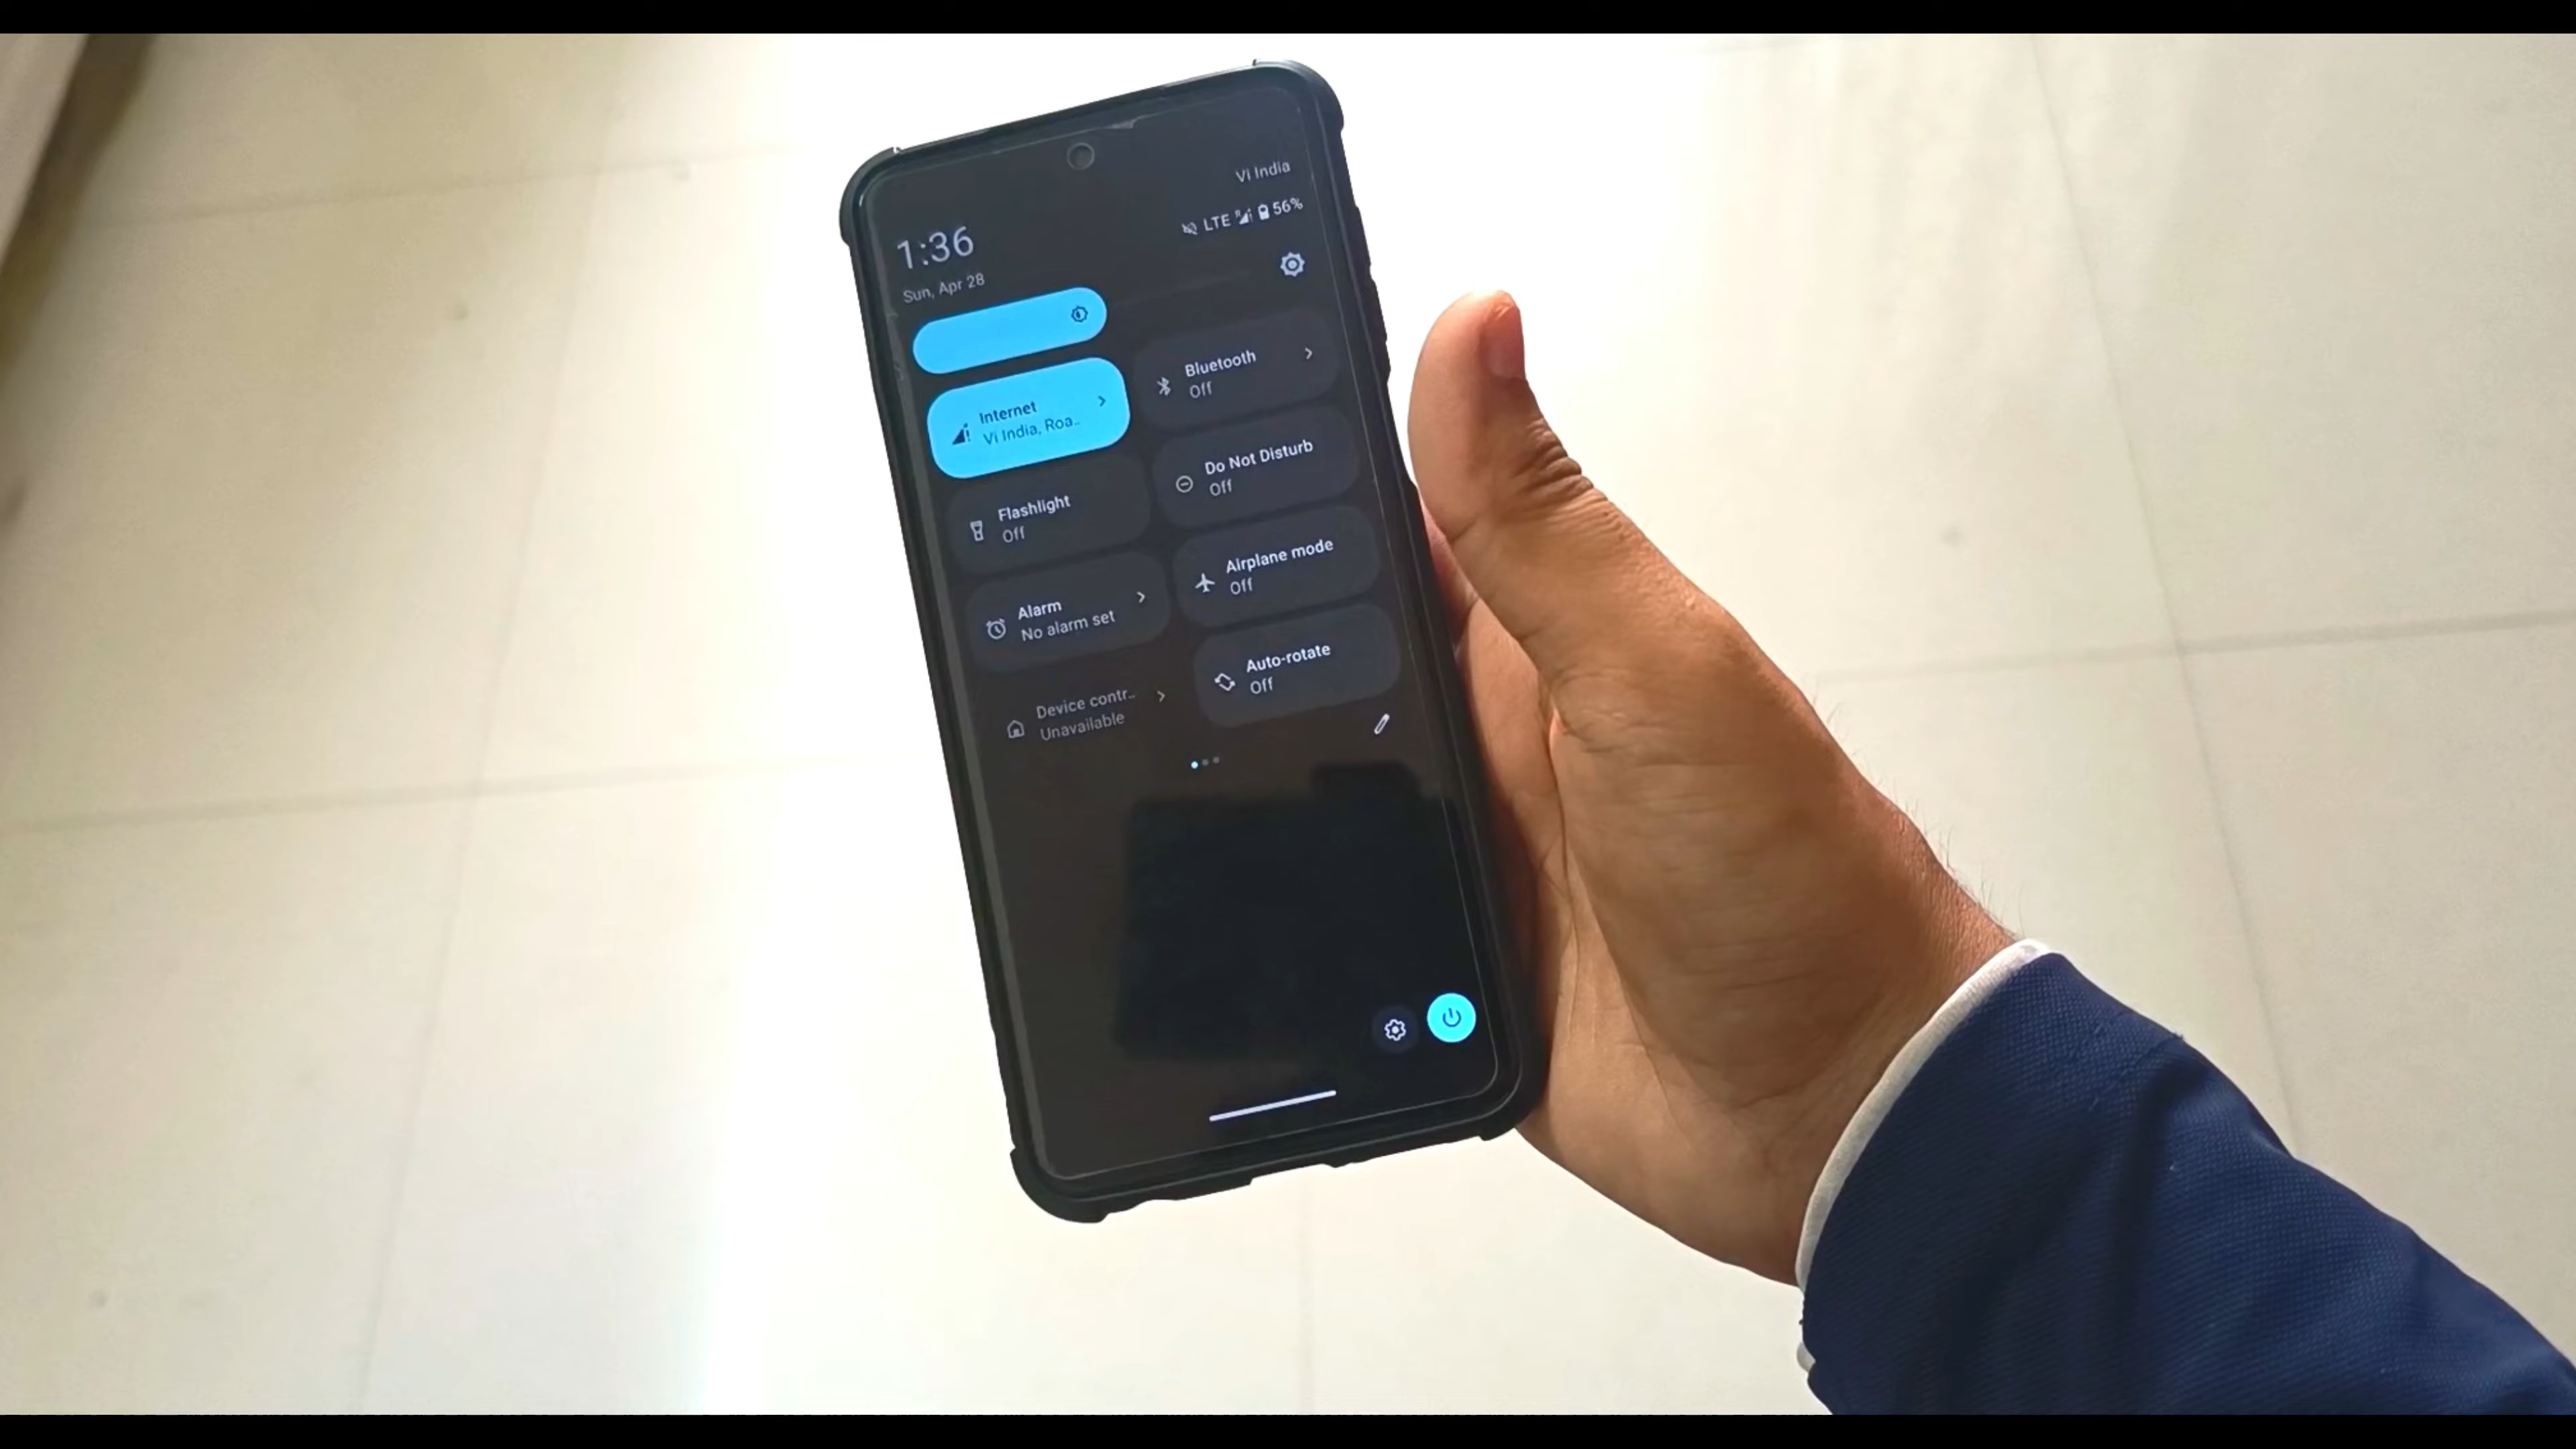 Vi India
LTE R 56%
1:36
Sun, Apr 28
Internet
Vi India, Roa..
Bluetooth
Off
Flashlight
Off
Do Not Disturb
Off
Alarm
No alarm set
Airplane mode
Off
Device contr..
Unavailable
Auto-rotate
Off